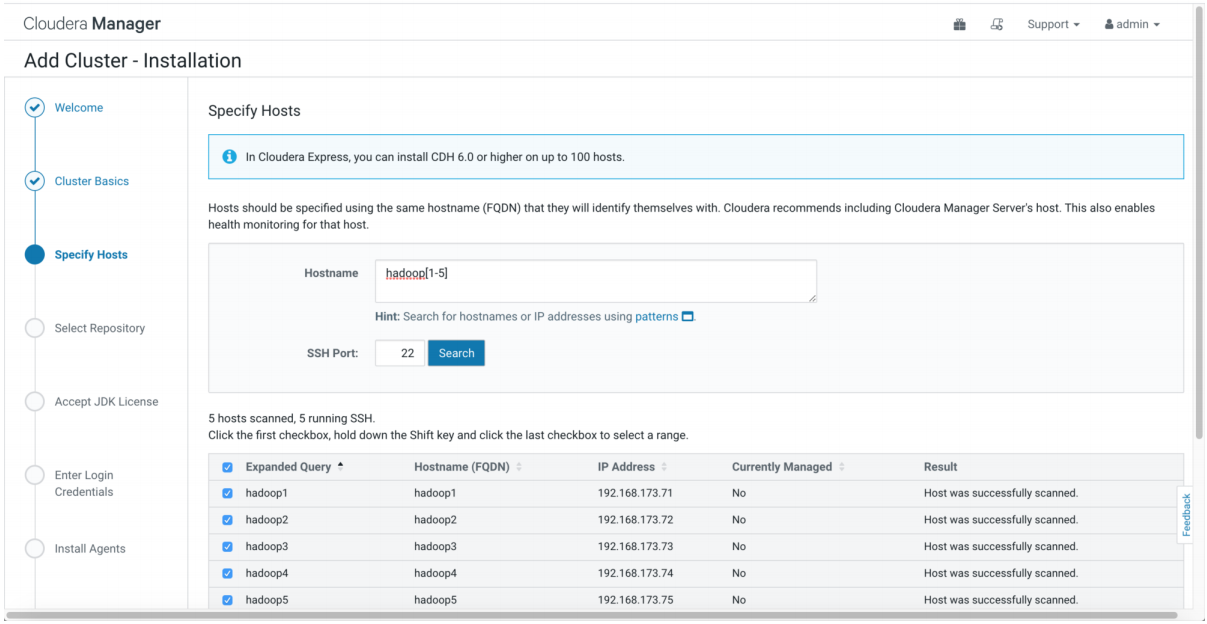 Cloudera Manager
Support
admin
Add Cluster - Installation
Welcome
Cluster Basics
Specify Hosts
Select Repository
Accept JDK License
Enter Login
Credentials
Install Agents
Specify Hosts
In Cloudera Express, you can install CDH 6.0 or higher on up to 100 hosts.
Hosts should be specified using the same hostname (FQDN) that they will identify themselves with. Cloudera recommends including Cloudera Manager Server's host. This also enables
health monitoring for that host.
Hostname hadoop[1-5]
Hint: Search for hostnames or IP addresses using patterns.
SSH Port: 22 Search
5 hosts scanned, 5 running SSH.
Click the first checkbox, hold down the Shift key and click the last checkbox to select a range.
Expanded Query Hostname (FQDN) IP Address Currently Managed Result
hadoop1 hadoop1 192.168.173.71 No Host was successfully scanned.
hadoop2 hadoop2 192.168.173.72 No Host was successfully scanned.
hadoop3 hadoop3 192.168.173.73 No Host was successfully scanned.
hadoop4 hadoop4 192.168.173.74 No Host was successfully scanned.
hadoop5 hadoop5 192.168.173.75 No Host was successfully scanned.
Feedback